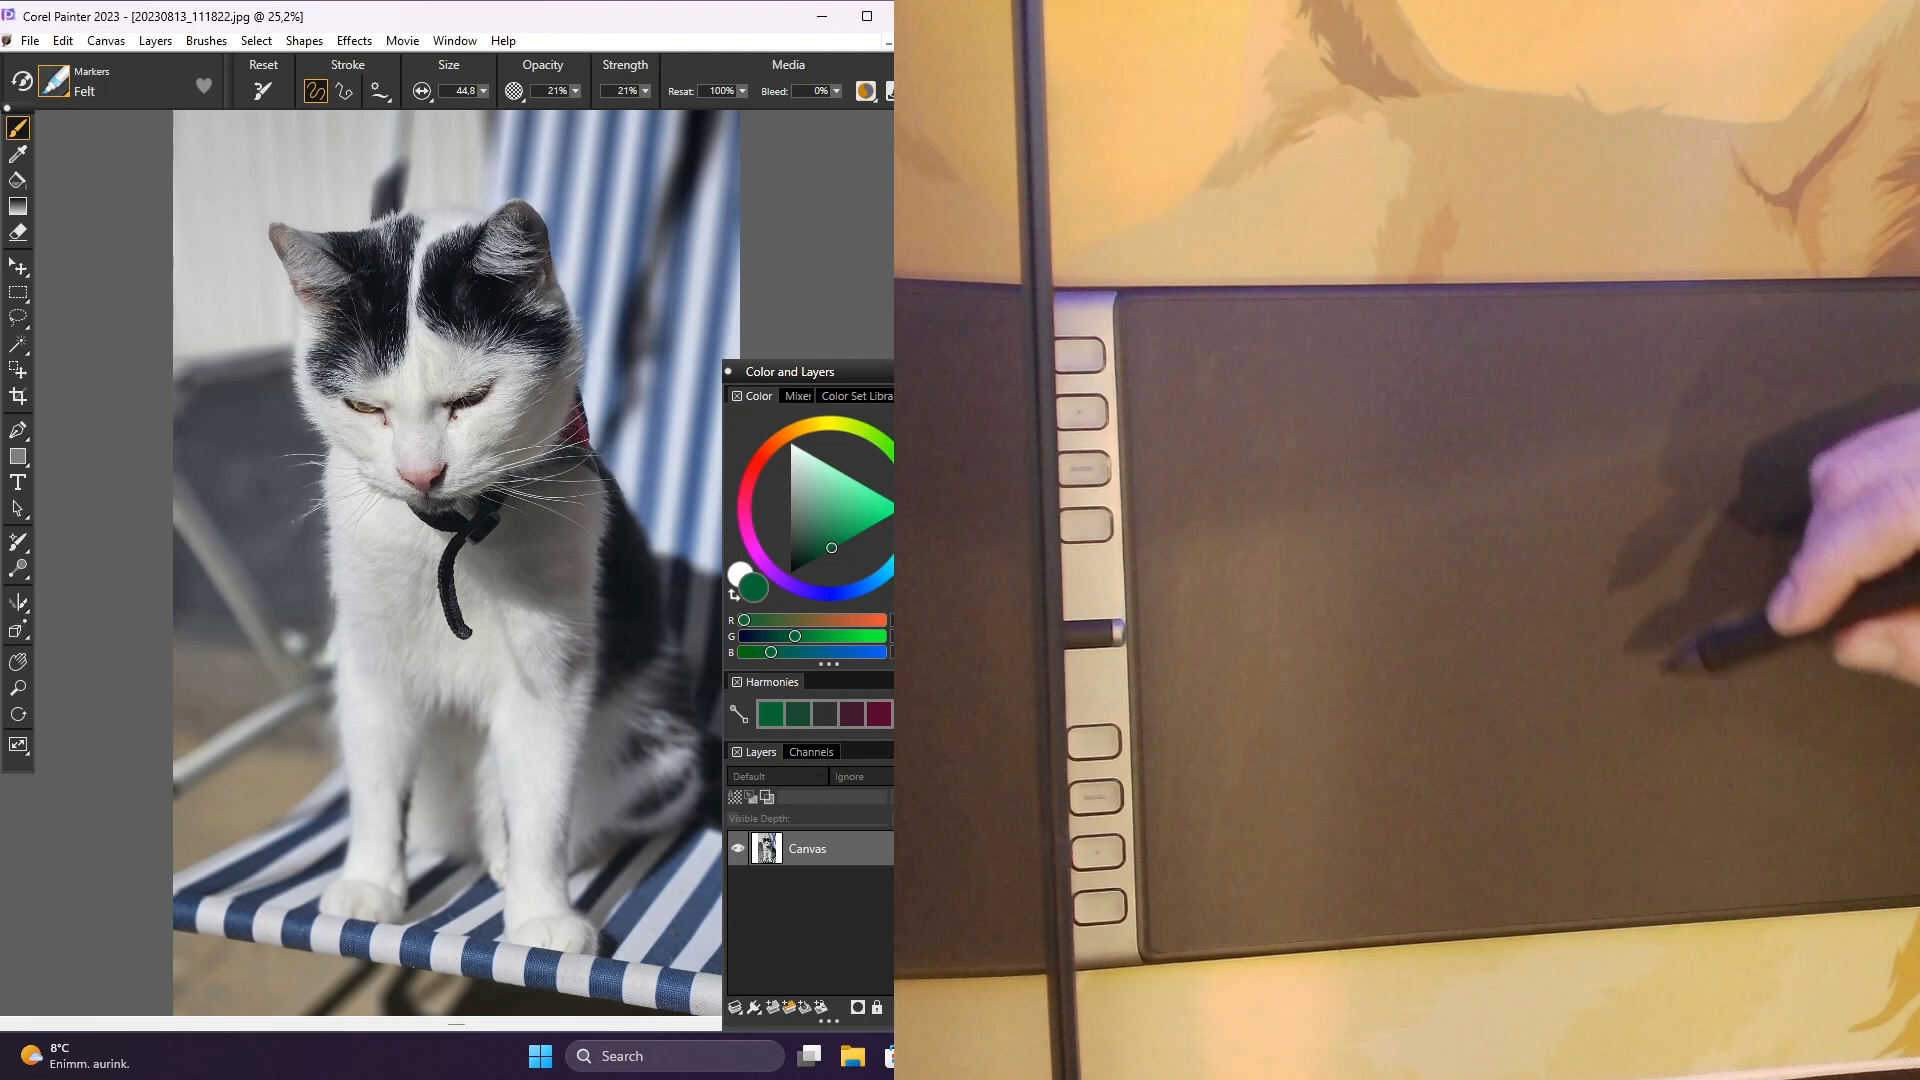 Corel Painter 2023 - [20230813_111822.jpg @ 25,2%]
File Edit Canvas Layers Brushes Select Shapes Effects Movie Window Help
Markers
Felt
Reset Stroke Size Opacity Strength Media
44,8 21% 21% Resat: 100% Bleed: 0%
Color and Layers
Color Mixer Color Set Libra
R
G
B
Harmonies
Layers Channels
Default Ignore
Visible Depth:
Canvas
8°C
Enimm. aurink.
Search